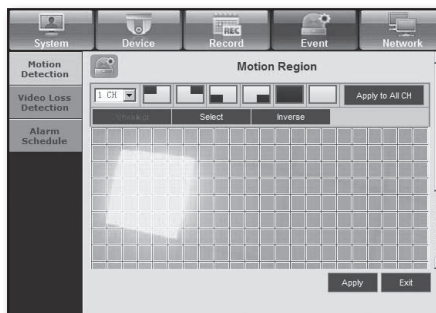 System Device Record Event Network
REC
Motion Detection
Motion Region
1 CH
Apply to All CH
Video Loss Detection
Select Inverse
Alarm Schedule
Apply Exit